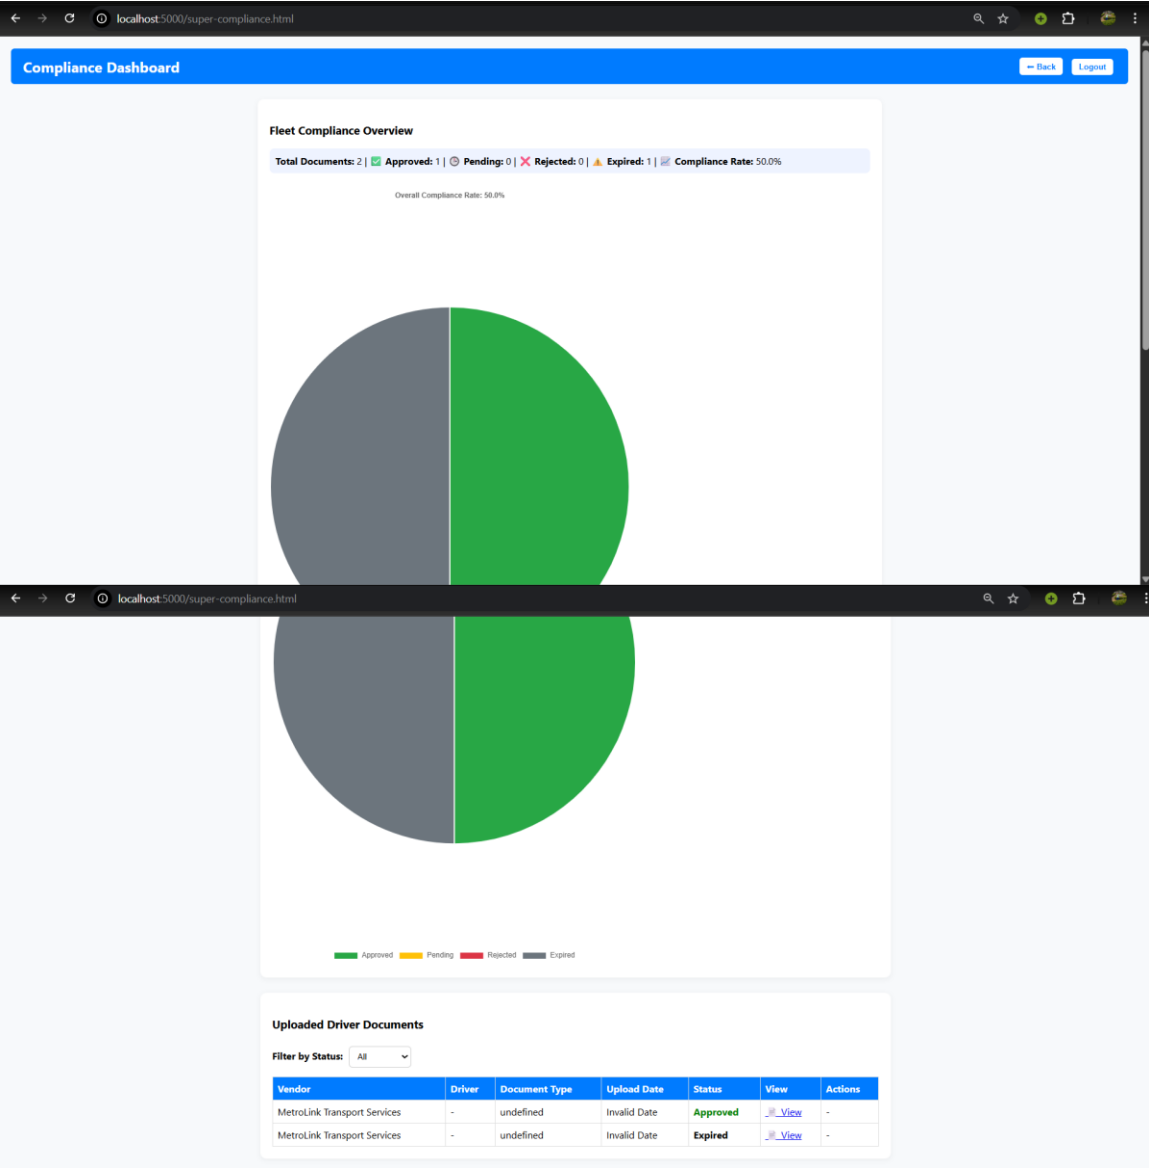 localhost:5000/super-compliance.html
Compliance Dashboard
← Back
Logout
Fleet Compliance Overview
Total Documents: 2 | ✅ Approved: 1 | 🕒 Pending: 0 | ❌ Rejected: 0 | ⚠️ Expired: 1 | 📈 Compliance Rate: 50.0%
Overall Compliance Rate: 50.0%
localhost:5000/super-compliance.html
Approved Pending Rejected Expired
Uploaded Driver Documents
Filter by Status: All
Vendor Driver Document Type Upload Date Status View Actions
MetroLink Transport Services - undefined Invalid Date Approved 📄 View -
MetroLink Transport Services - undefined Invalid Date Expired 📄 View -